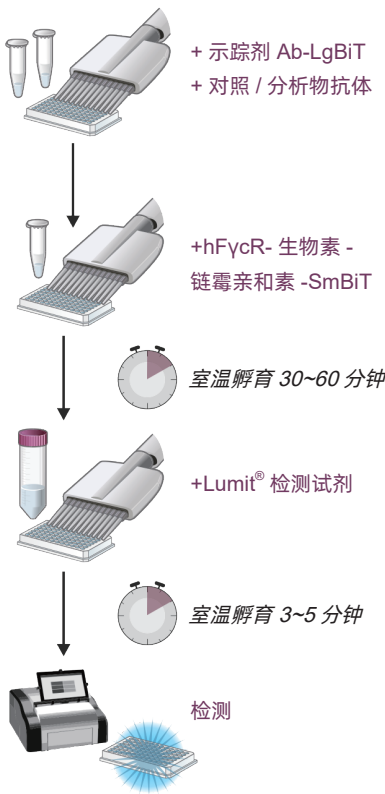 + 示踪剂 Ab-LgBiT
+ 对照 / 分析物抗体
+hFγcR- 生物素 -
链霉亲和素 -SmBiT
室温孵育 30~60 分钟
+Lumit® 检测试剂
室温孵育 3~5 分钟
检测